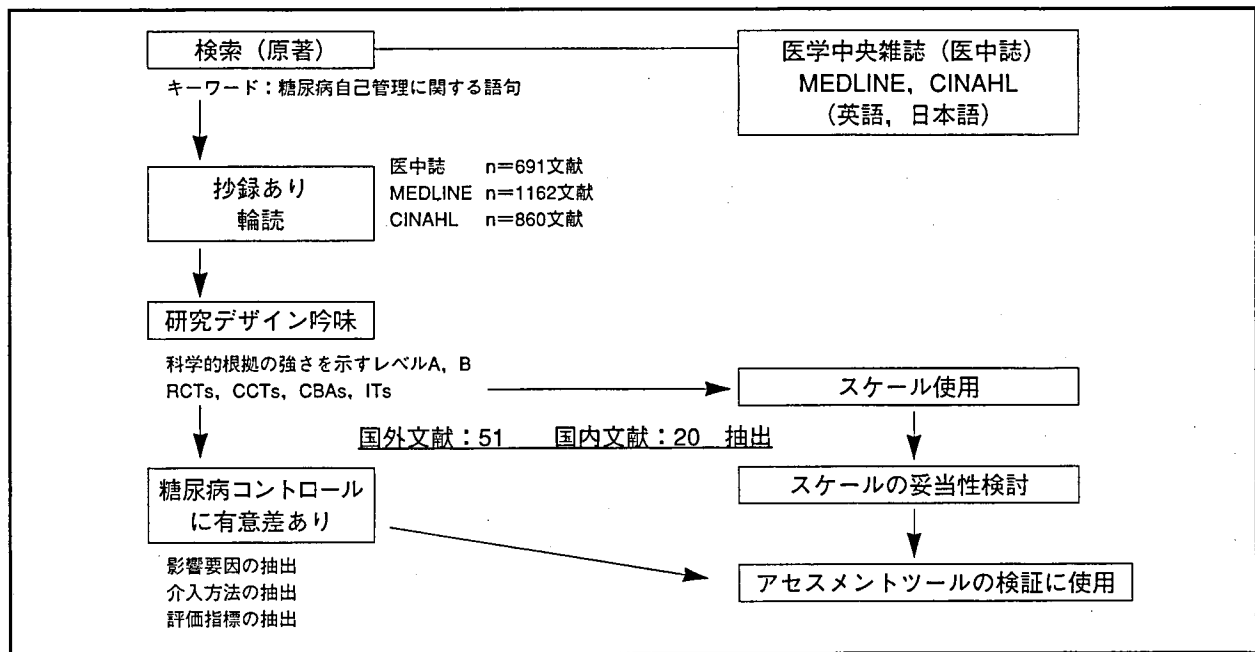 検索（原著）
医学中央雑誌（医中誌）
MEDLINE，CINAHL
（英語，日本語）
キーワード：糖尿病自己管理に関する語句
抄録あり
輪読
医中誌 n＝691文献
MEDLINE n＝1162文献
CINAHL n＝860文献
研究デザイン吟味
科学的根拠の強さを示すレベルA，B
RCTs，CCTs，CBAs，ITs
スケール使用
国外文献：51 国内文献：20 抽出
糖尿病コントロール
に有意差あり
スケールの妥当性検討
影響要因の抽出
介入方法の抽出
評価指標の抽出
アセスメントツールの検証に使用